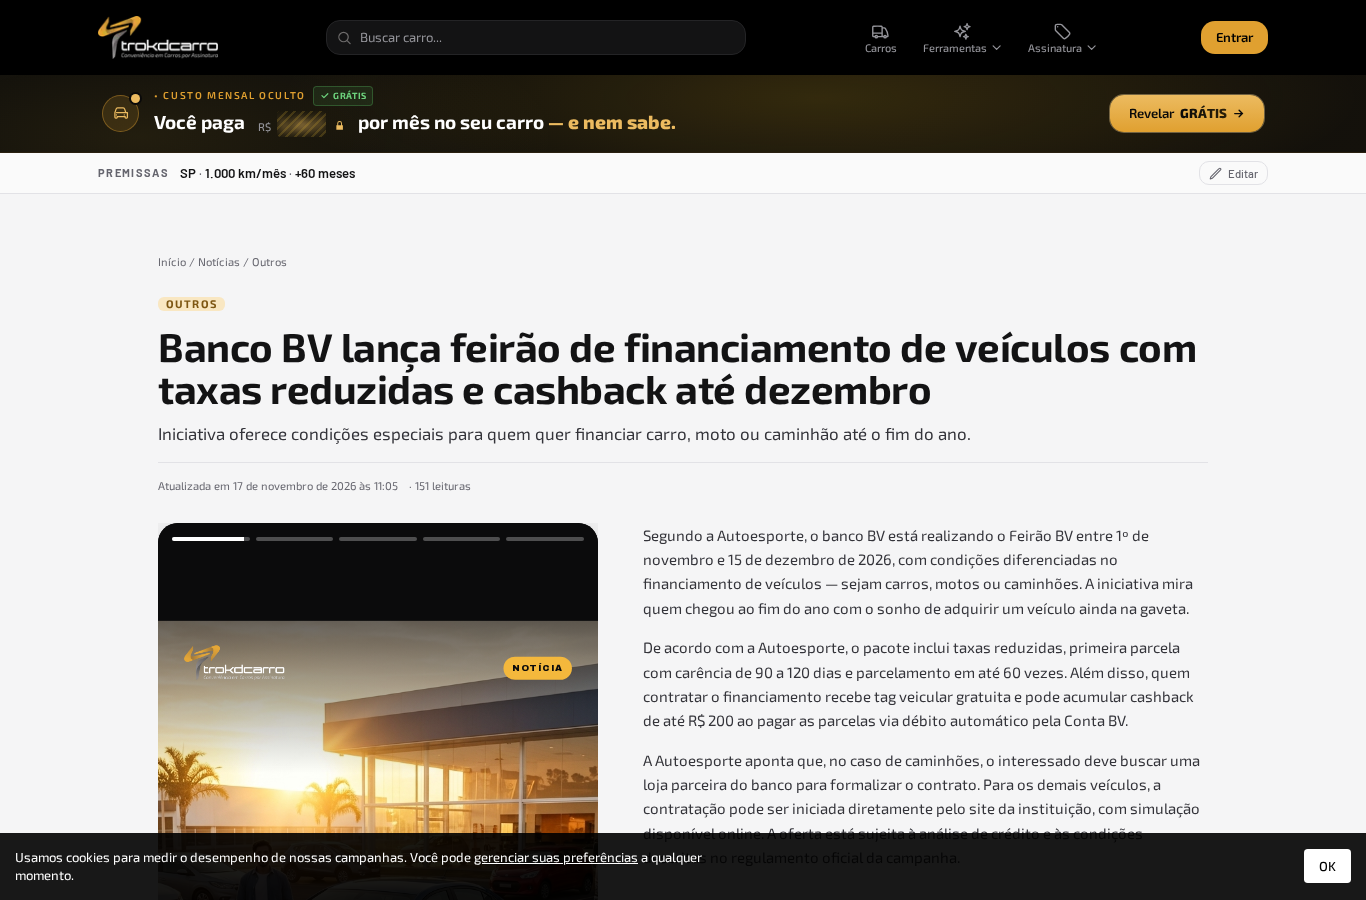 trokdcarro
Conveniência em Carros por Assinatura
Buscar carro...
Carros
Ferramentas
Assinatura
Entrar
• CUSTO MENSAL OCULTO
GRÁTIS
Você paga R$ por mês no seu carro — e nem sabe.
Revelar GRÁTIS →
PREMISSAS SP · 1.000 km/mês · +60 meses
Editar
Início / Notícias / Outros
OUTROS
Banco BV lança feirão de financiamento de veículos com
taxas reduzidas e cashback até dezembro
Iniciativa oferece condições especiais para quem quer financiar carro, moto ou caminhão até o fim do ano.
Atualizada em 17 de novembro de 2026 às 11:05 · 151 leituras
trokdcarro
NOTÍCIA
Segundo a Autoesporte, o banco BV está realizando o Feirão BV entre 1º de
novembro e 15 de dezembro de 2026, com condições diferenciadas no
financiamento de veículos — sejam carros, motos ou caminhões. A iniciativa mira
quem chegou ao fim do ano com o sonho de adquirir um veículo ainda na gaveta.
De acordo com a Autoesporte, o pacote inclui taxas reduzidas, primeira parcela
com carência de 90 a 120 dias e parcelamento em até 60 vezes. Além disso, quem
contratar o financiamento recebe tag veicular gratuita e pode acumular cashback
de até R$ 200 ao pagar as parcelas via débito automático pela Conta BV.
A Autoesporte aponta que, no caso de caminhões, o interessado deve buscar uma
loja parceira do banco para formalizar o contrato. Para os demais veículos, a
contratação pode ser iniciada diretamente pelo site da instituição, com simulação
disponível online. A oferta está sujeita à análise de crédito e às condições
no regulamento oficial da campanha.
Usamos cookies para medir o desempenho de nossas campanhas. Você pode gerenciar suas preferências a qualquer
momento.
OK